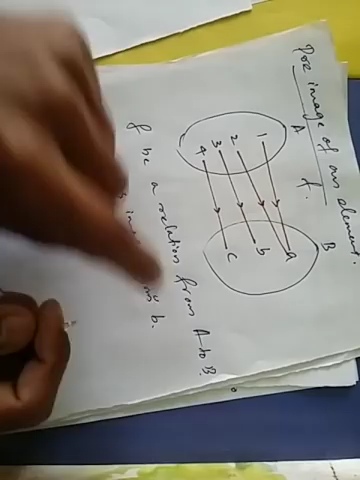 Pre image of an element.
A f B
1 a
2 b
3 c
4
f be a relation from A to B.
b.